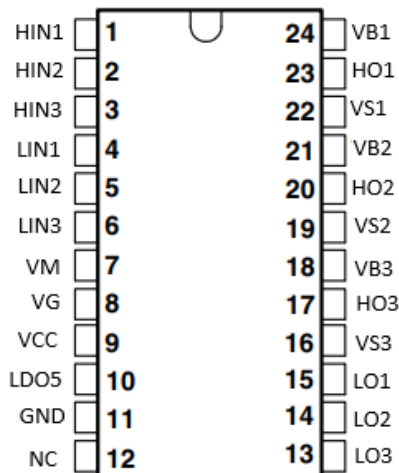 HIN1 1 24 VB1
HIN2 2 23 HO1
HIN3 3 22 VS1
LIN1 4 21 VB2
LIN2 5 20 HO2
LIN3 6 19 VS2
VM 7 18 VB3
VG 8 17 HO3
VCC 9 16 VS3
LDO5 10 15 LO1
GND 11 14 LO2
NC 12 13 LO3